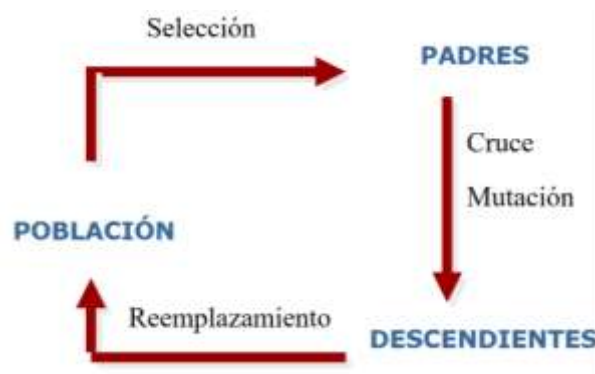 Selección
PADRES
Cruce
Mutación
POBLACIÓN
Reemplazamiento
DESCENDIENTES